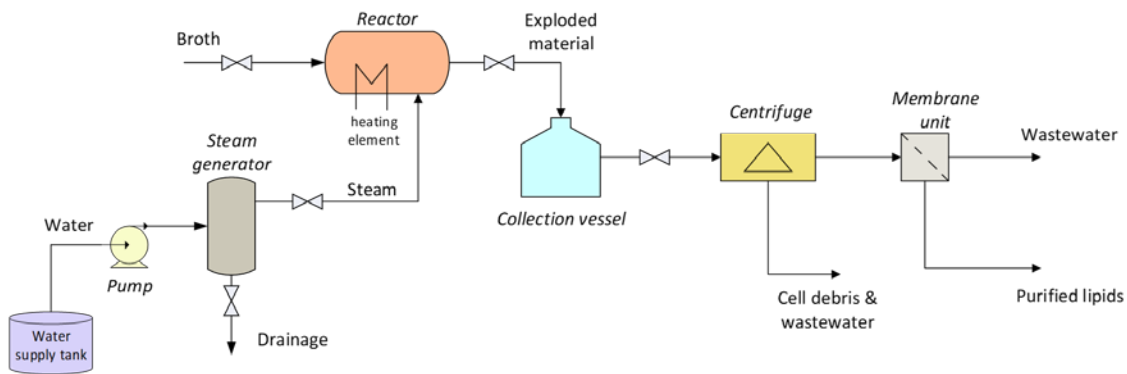 Reactor
Exploded
material
Broth
heating
element
Centrifuge
Membrane
unit
Wastewater
Steam
generator
Steam
Collection vessel
Water
Pump
Cell debris &
wastewater
Purified lipids
Drainage
Water
supply tank